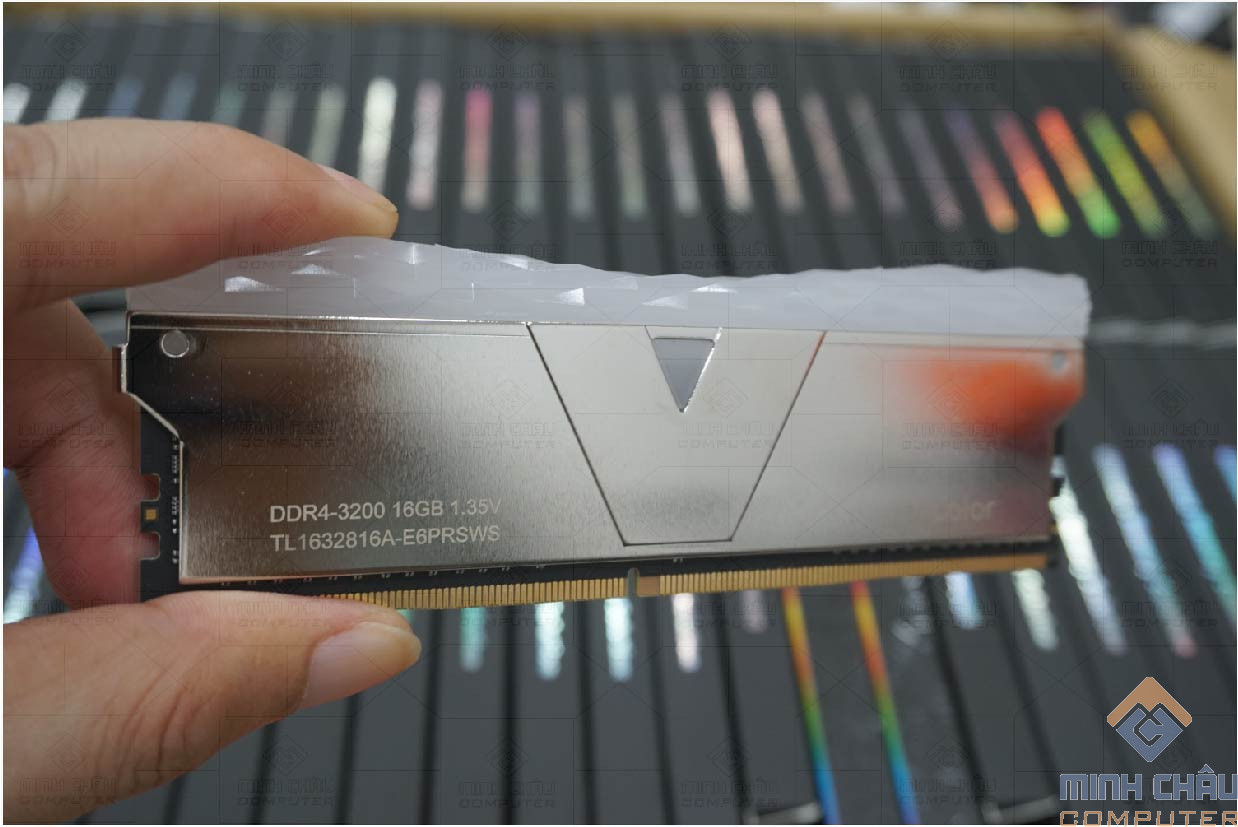 DDR4-3200 16GB 1.35V
TL1632816A-E6PRSWS
MINH CHÂU
COMPUTER